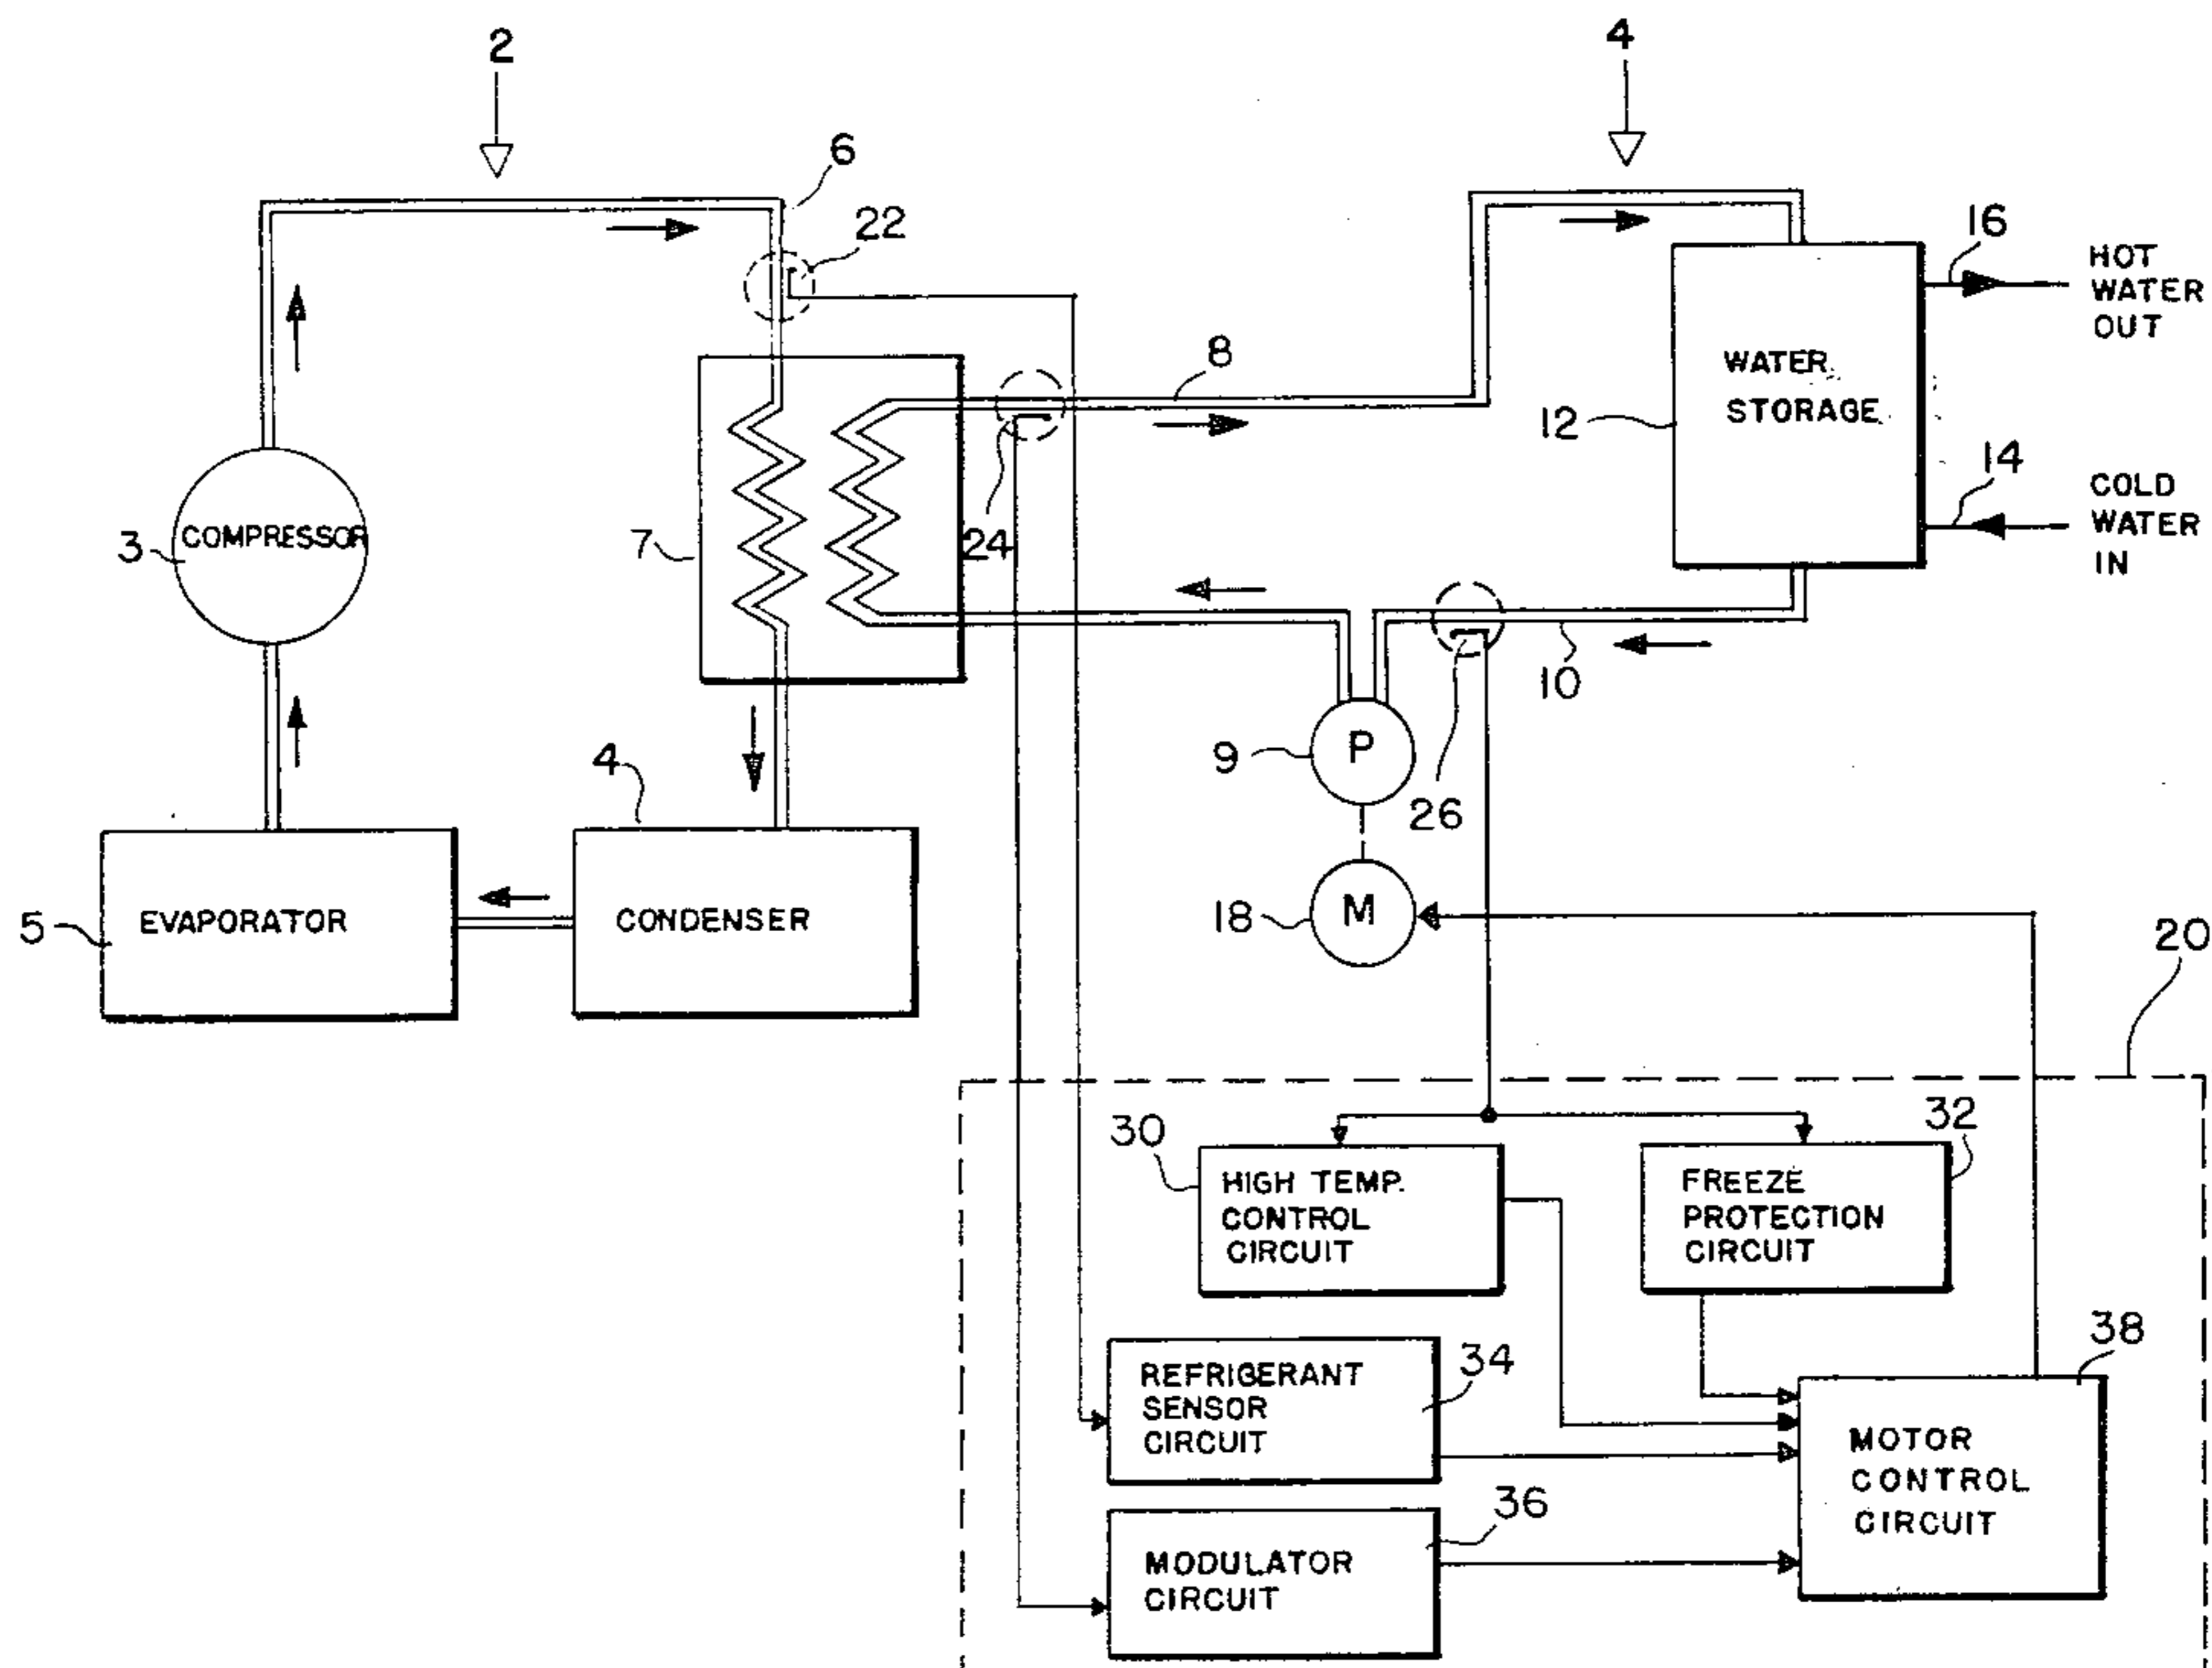 2
4
6
22
16
HOT
WATER
OUT
8
WATER
STORAGE
12
14
COLD
WATER
IN
3
COMPRESSOR
7
24
10
9
P
26
4
18
M
5
EVAPORATOR
CONDENSER
20
30
32
HIGH TEMP.
CONTROL
CIRCUIT
FREEZE
PROTECTION
CIRCUIT
38
REFRIGERANT
SENSOR
CIRCUIT
34
MOTOR
CONTROL
CIRCUIT
36
MODULATOR
CIRCUIT